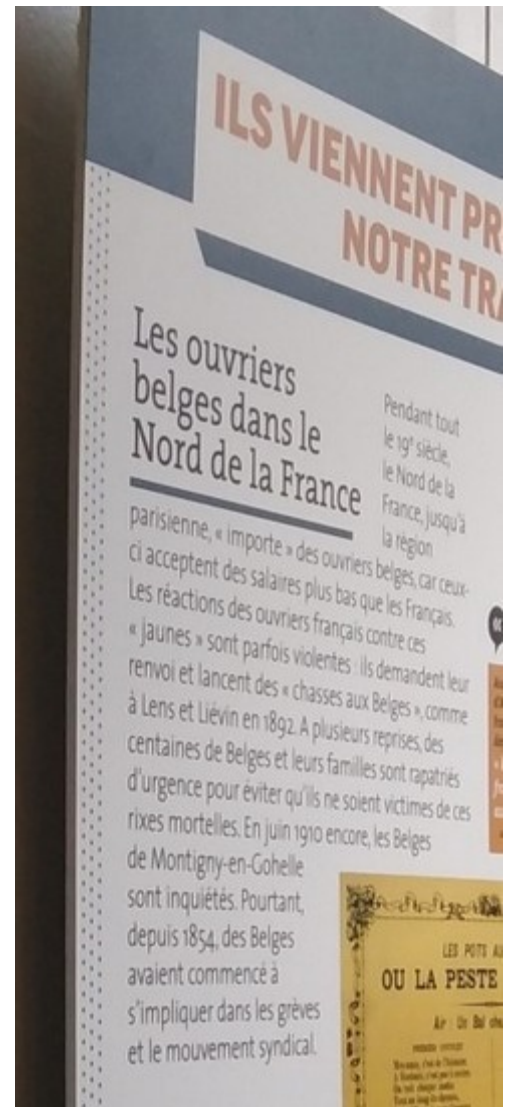 ILS VIENNENT PR
NOTRE TRA
Les ouvriers
belges dans le
Nord de la France
Pendant tout
le 19e siècle,
le Nord de la
France, jusqu'à
la région
parisienne, « importe » des ouvriers belges, car ceux-
ci acceptent des salaires plus bas que les Français.
Les réactions des ouvriers français contre ces
« jaunes » sont parfois violentes : ils demandent leur
renvoi et lancent des « chasses aux Belges », comme
à Lens et Liévin en 1892. A plusieurs reprises, des
centaines de Belges et leurs familles sont rapatriés
d'urgence pour éviter qu'ils ne soient victimes de ces
rixes mortelles. En juin 1910 encore, les Belges
de Montigny-en-Gohelle
sont inquiétés. Pourtant,
depuis 1854, des Belges
avaient commencé à
s'impliquer dans les grèves
et le mouvement syndical.
LES POTS A
OU LA PESTE
Air : Un Bal che
PREMIER COUPLET